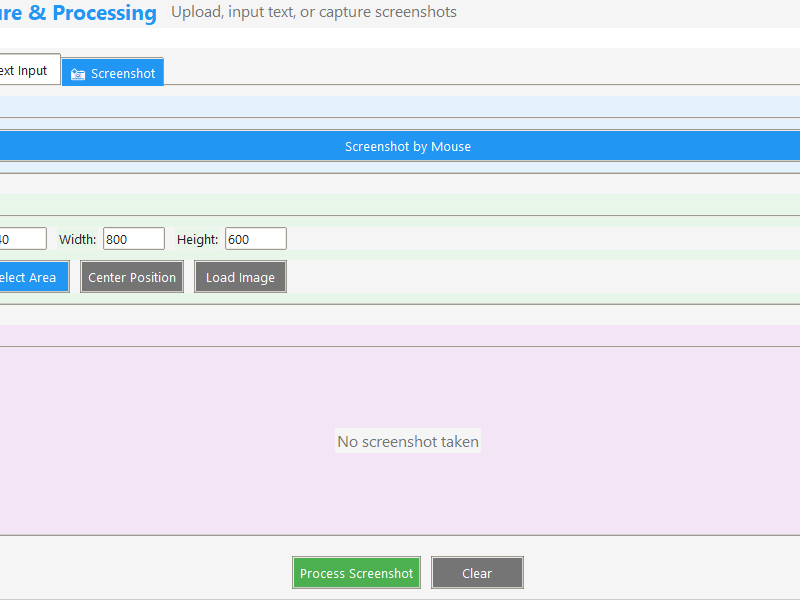 re & Processing Upload, input text, or capture screenshots
ext Input Screenshot
Screenshot by Mouse
40 Width: 800 Height: 600
elect Area Center Position Load Image
No screenshot taken
Process Screenshot Clear